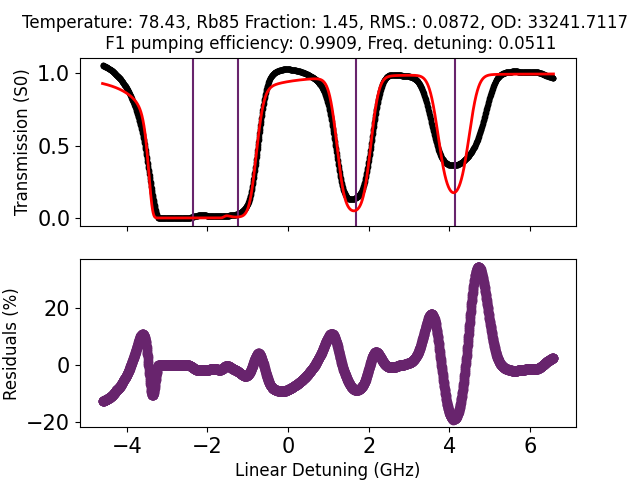 Temperature: 78.43, Rb85 Fraction: 1.45, RMS.: 0.0872, OD: 33241.7117
F1 pumping efficiency: 0.9909, Freq. detuning: 0.0511
Transmission (S0)
1.0
0.5
0.0
Residuals (%)
20
0
−20
−4 −2 0 2 4 6
Linear Detuning (GHz)